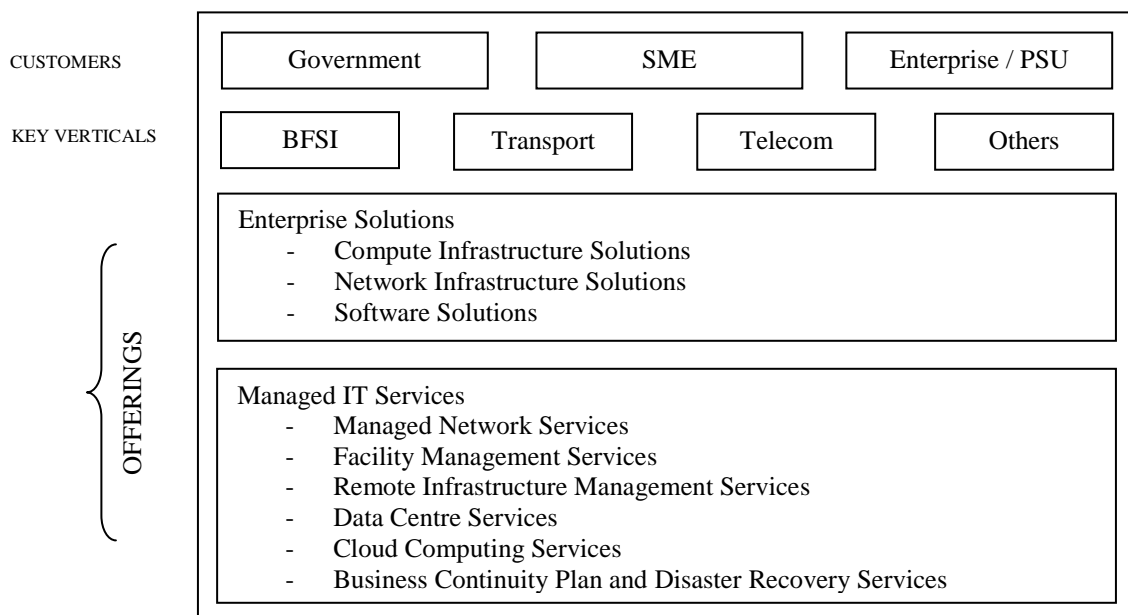 CUSTOMERS
Government
SME
Enterprise / PSU
KEY VERTICALS
BFSI
Transport
Telecom
Others
OFFERINGS
Enterprise Solutions
- Compute Infrastructure Solutions
- Network Infrastructure Solutions
- Software Solutions
Managed IT Services
- Managed Network Services
- Facility Management Services
- Remote Infrastructure Management Services
- Data Centre Services
- Cloud Computing Services
- Business Continuity Plan and Disaster Recovery Services